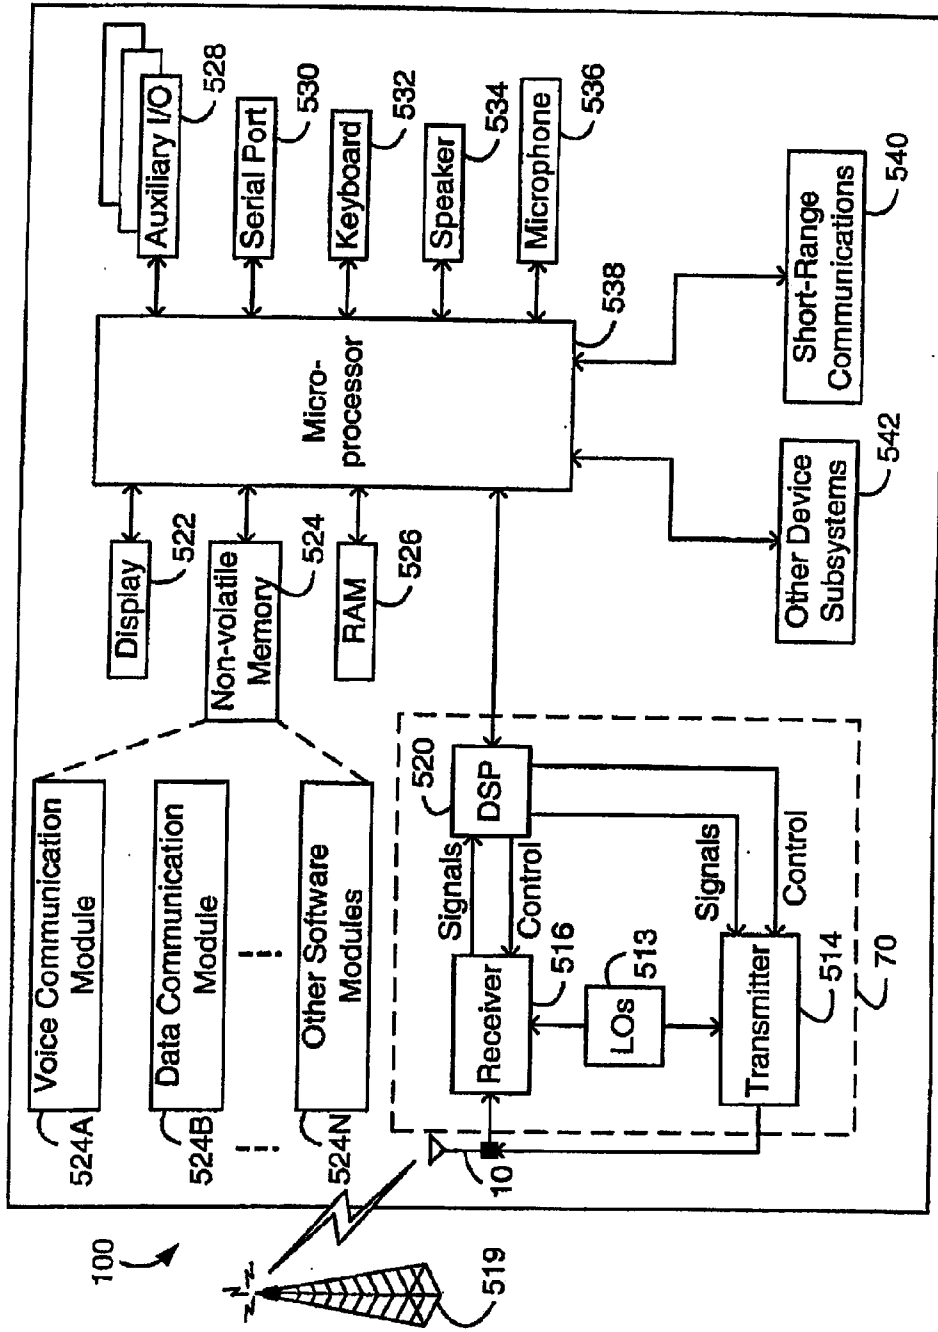 100
519
10
524A
Voice Communication
Module
524B
Data Communication
Module
524N
Other Software
Modules
Display
522
Non-volatile
Memory
524
RAM
526
Micro-
processor
538
Auxiliary I/O
528
Serial Port
530
Keyboard
532
Speaker
534
Microphone
536
Short-Range
Communications
540
Other Device
Subsystems
542
520
DSP
Signals
Control
Receiver
516
LOs
513
Signals
Control
Transmitter
514
70